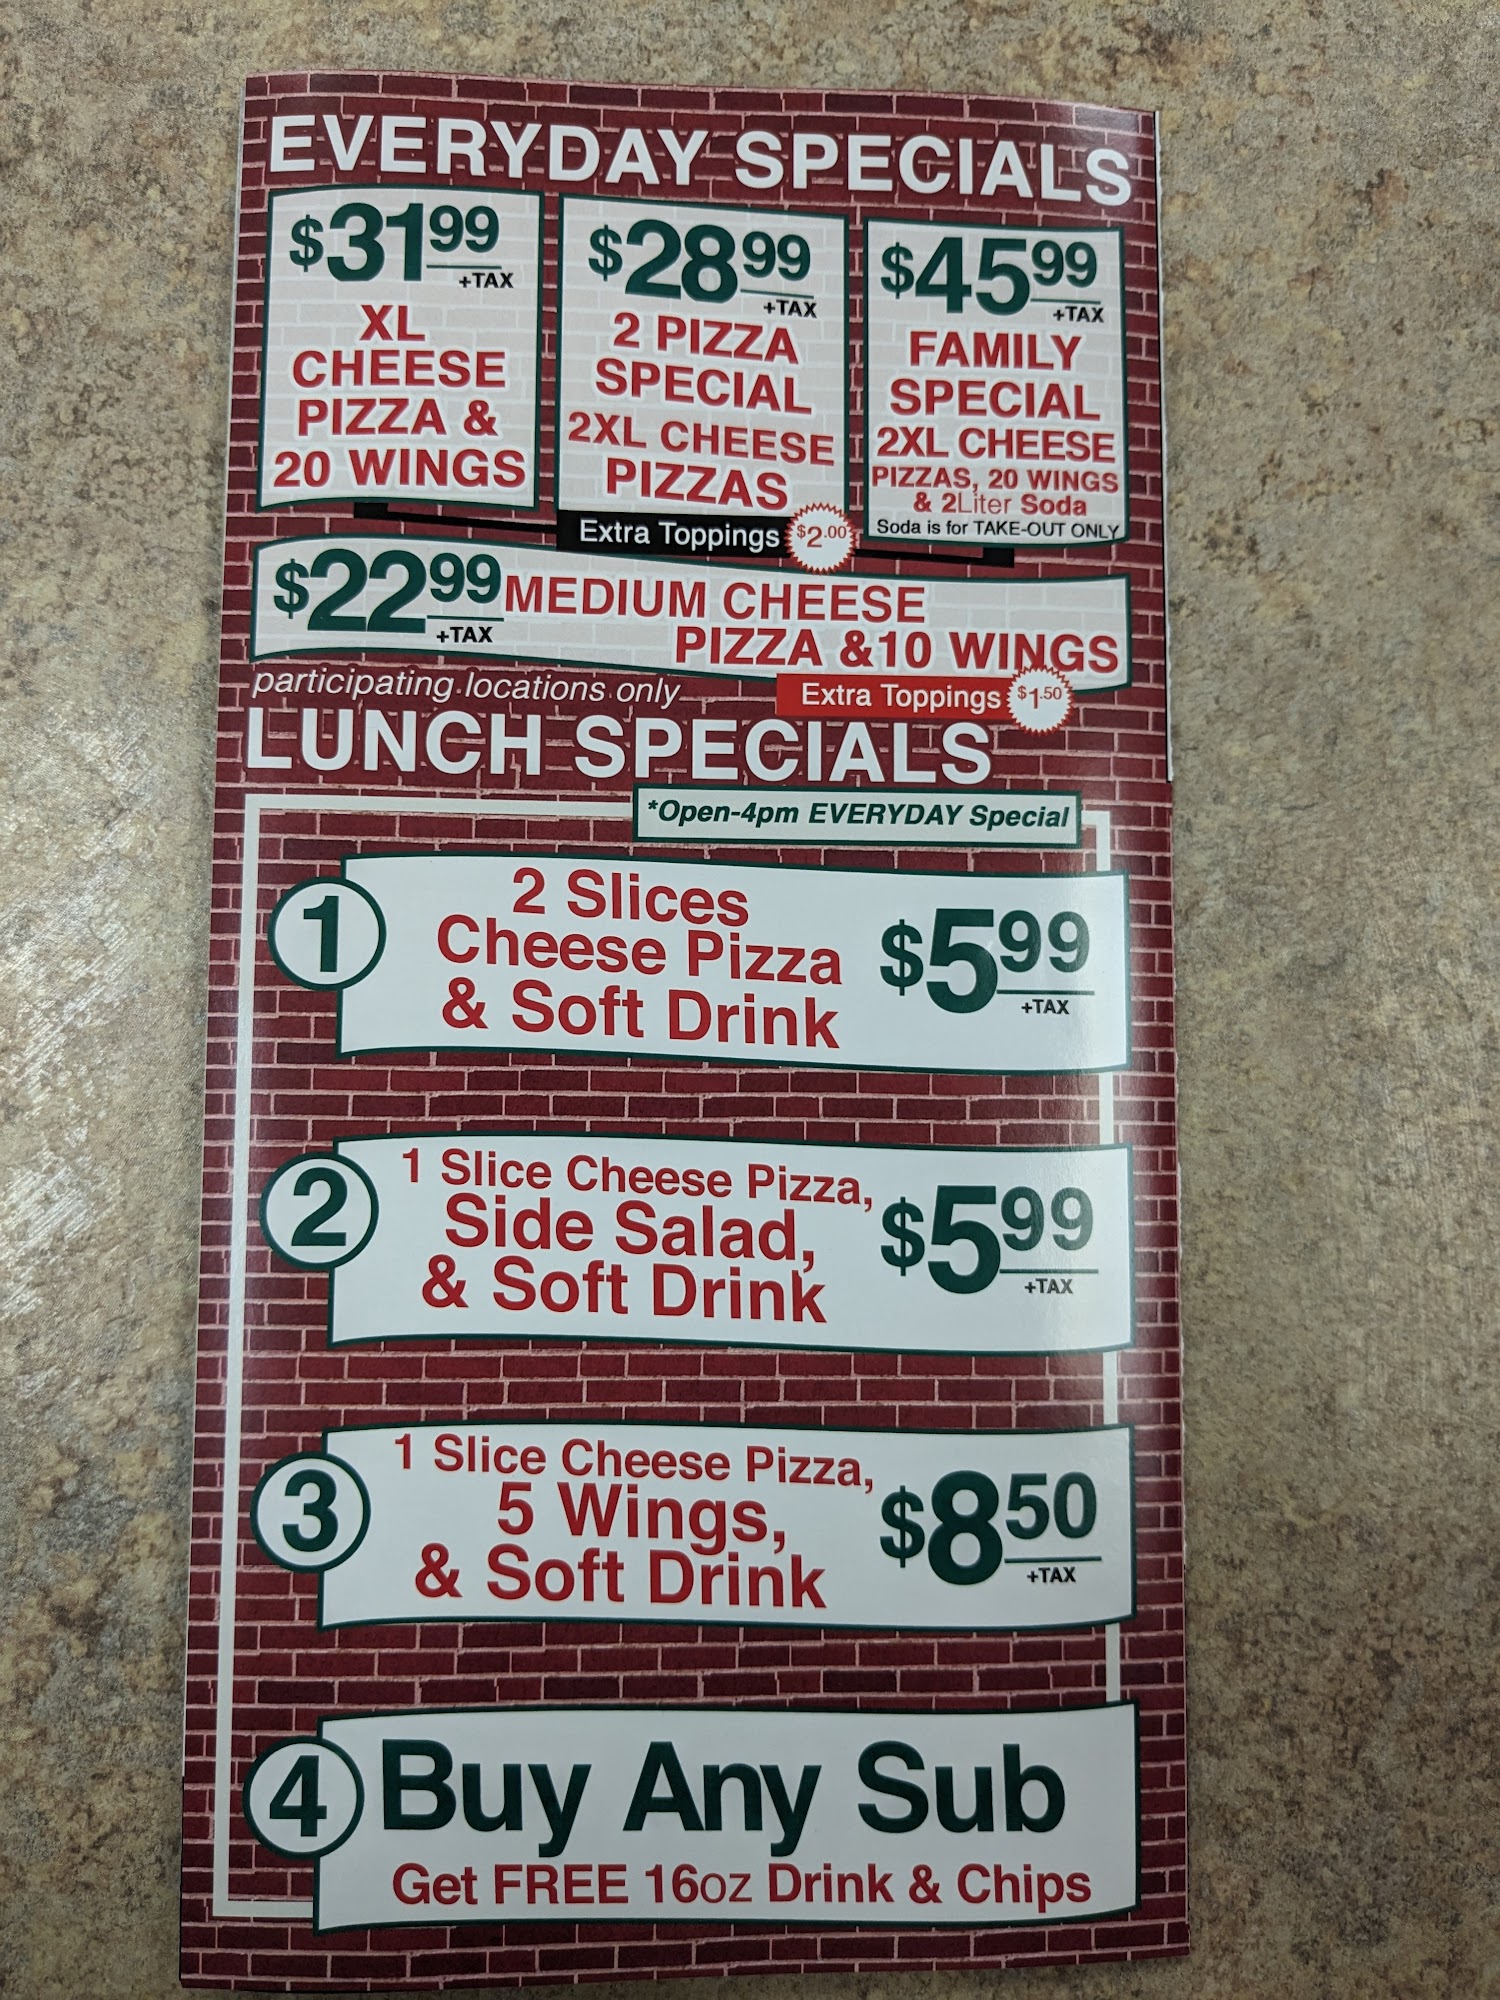 EVERYDAY SPECIALS
$31.99
+TAX
XL
CHEESE
PIZZA &
20 WINGS
$28.99
+TAX
2 PIZZA
SPECIAL
2XL CHEESE
PIZZAS
Extra Toppings $2.00
$45.99
+TAX
FAMILY
SPECIAL
2XL CHEESE
PIZZAS, 20 WINGS
& 2Liter Soda
Soda is for TAKE-OUT ONLY
$22.99
+TAX
MEDIUM CHEESE
PIZZA &10 WINGS
Extra Toppings $1.50
participating locations only
LUNCH SPECIALS
*Open-4pm EVERYDAY Special
1
2 Slices
Cheese Pizza
& Soft Drink
$5.99
+TAX
2
1 Slice Cheese Pizza,
Side Salad,
& Soft Drink
$5.99
+TAX
3
1 Slice Cheese Pizza,
5 Wings,
& Soft Drink
$8.50
+TAX
4
Buy Any Sub
Get FREE 16oz Drink & Chips